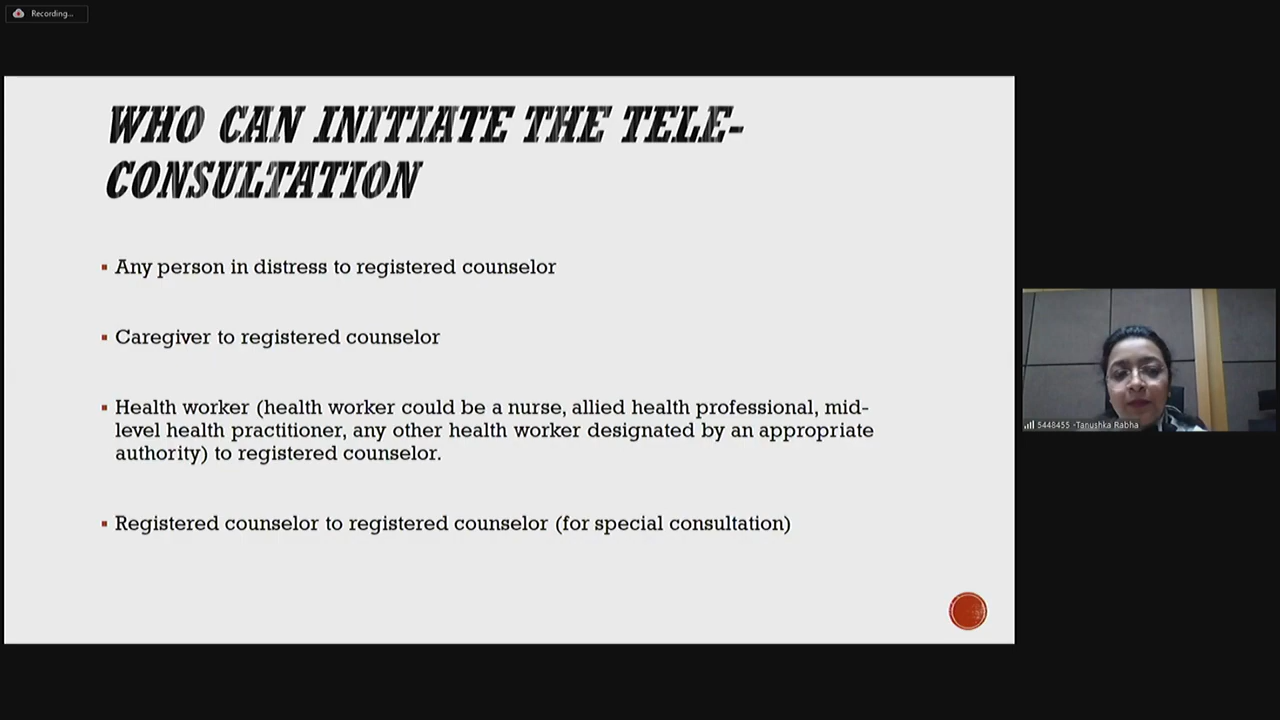 Recording...
WHO CAN INITIATE THE TELE-
CONSULTATION
▪ Any person in distress to registered counselor
▪ Caregiver to registered counselor
▪ Health worker (health worker could be a nurse, allied health professional, mid-
level health practitioner, any other health worker designated by an appropriate
authority) to registered counselor.
▪ Registered counselor to registered counselor (for special consultation)
5448455 -Tanushka Rabha